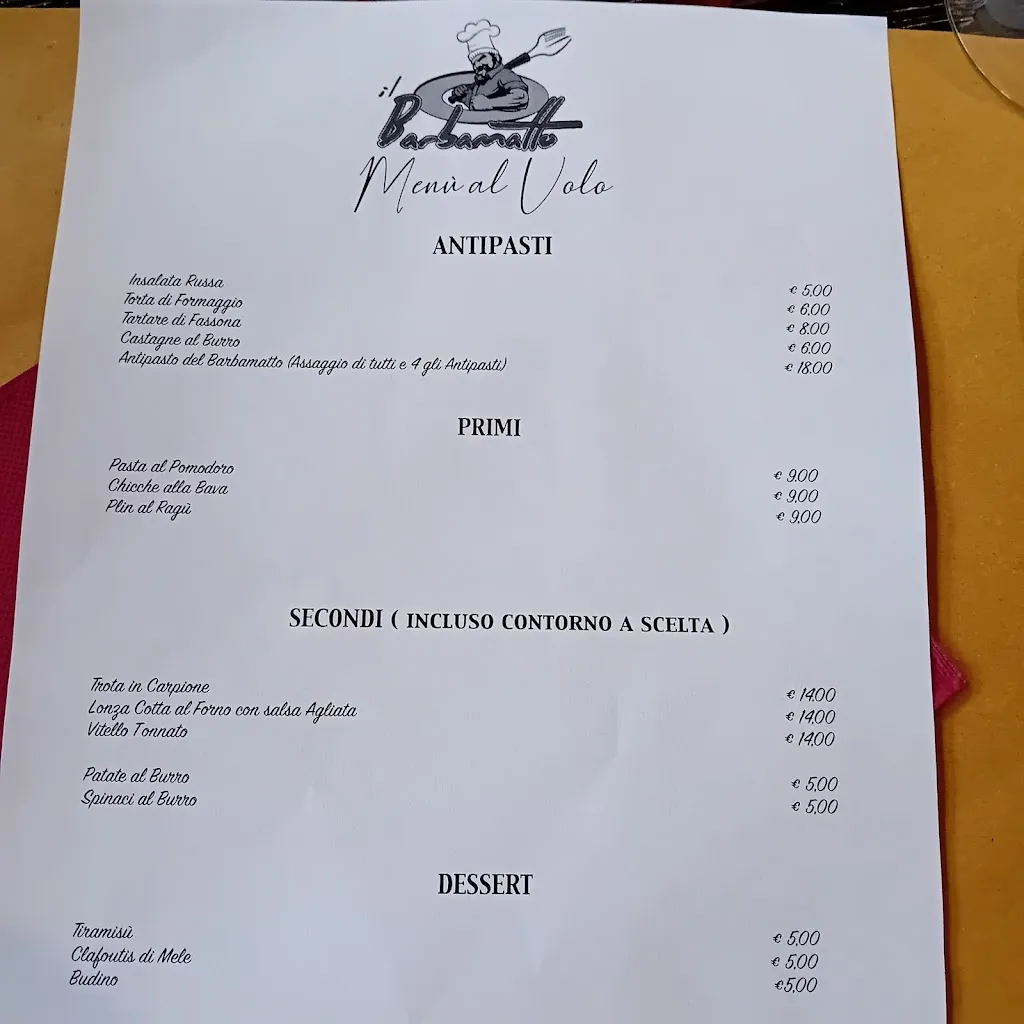 il
Barbamatto
Menù al Volo
ANTIPASTI
Insalata Russa € 5,00
Torta di Formaggio € 6,00
Tartare di Fassona € 8,00
Castagne al Burro € 6,00
Antipasto del Barbamatto (Assaggio di tutti e 4 gli Antipasti) € 18,00
PRIMI
Pasta al Pomodoro € 9,00
Chicche alla Bava € 9,00
Plin al Ragù € 9,00
SECONDI ( INCLUSO CONTORNO A SCELTA )
Trota in Carpione € 14,00
Lonza Cotta al Forno con salsa Agliata € 14,00
Vitello Tonnato € 14,00
Patate al Burro € 5,00
Spinaci al Burro € 5,00
DESSERT
Tiramisù € 5,00
Clafoutis di Mele € 5,00
Budino €5,00